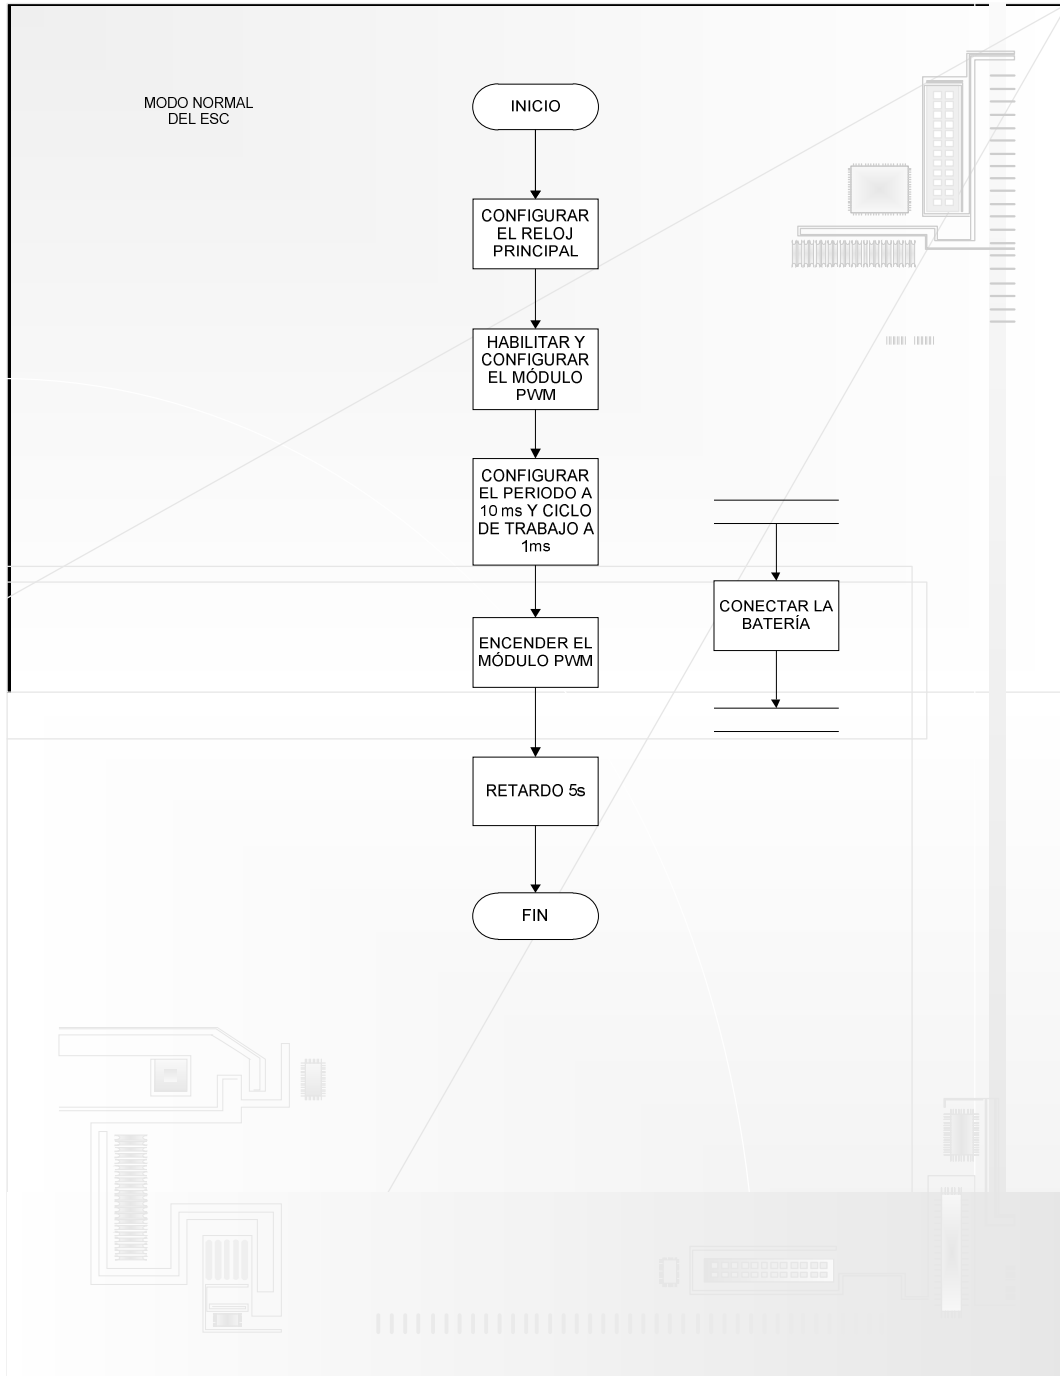 MODO NORMAL
DEL ESC
INICIO
CONFIGURAR
EL RELOJ
PRINCIPAL
HABILITAR Y
CONFIGURAR
EL MÓDULO
PWM
CONFIGURAR
EL PERIODO A
10 ms Y CICLO
DE TRABAJO A
1ms
CONECTAR LA
BATERÍA
ENCENDER EL
MÓDULO PWM
RETARDO 5s
FIN